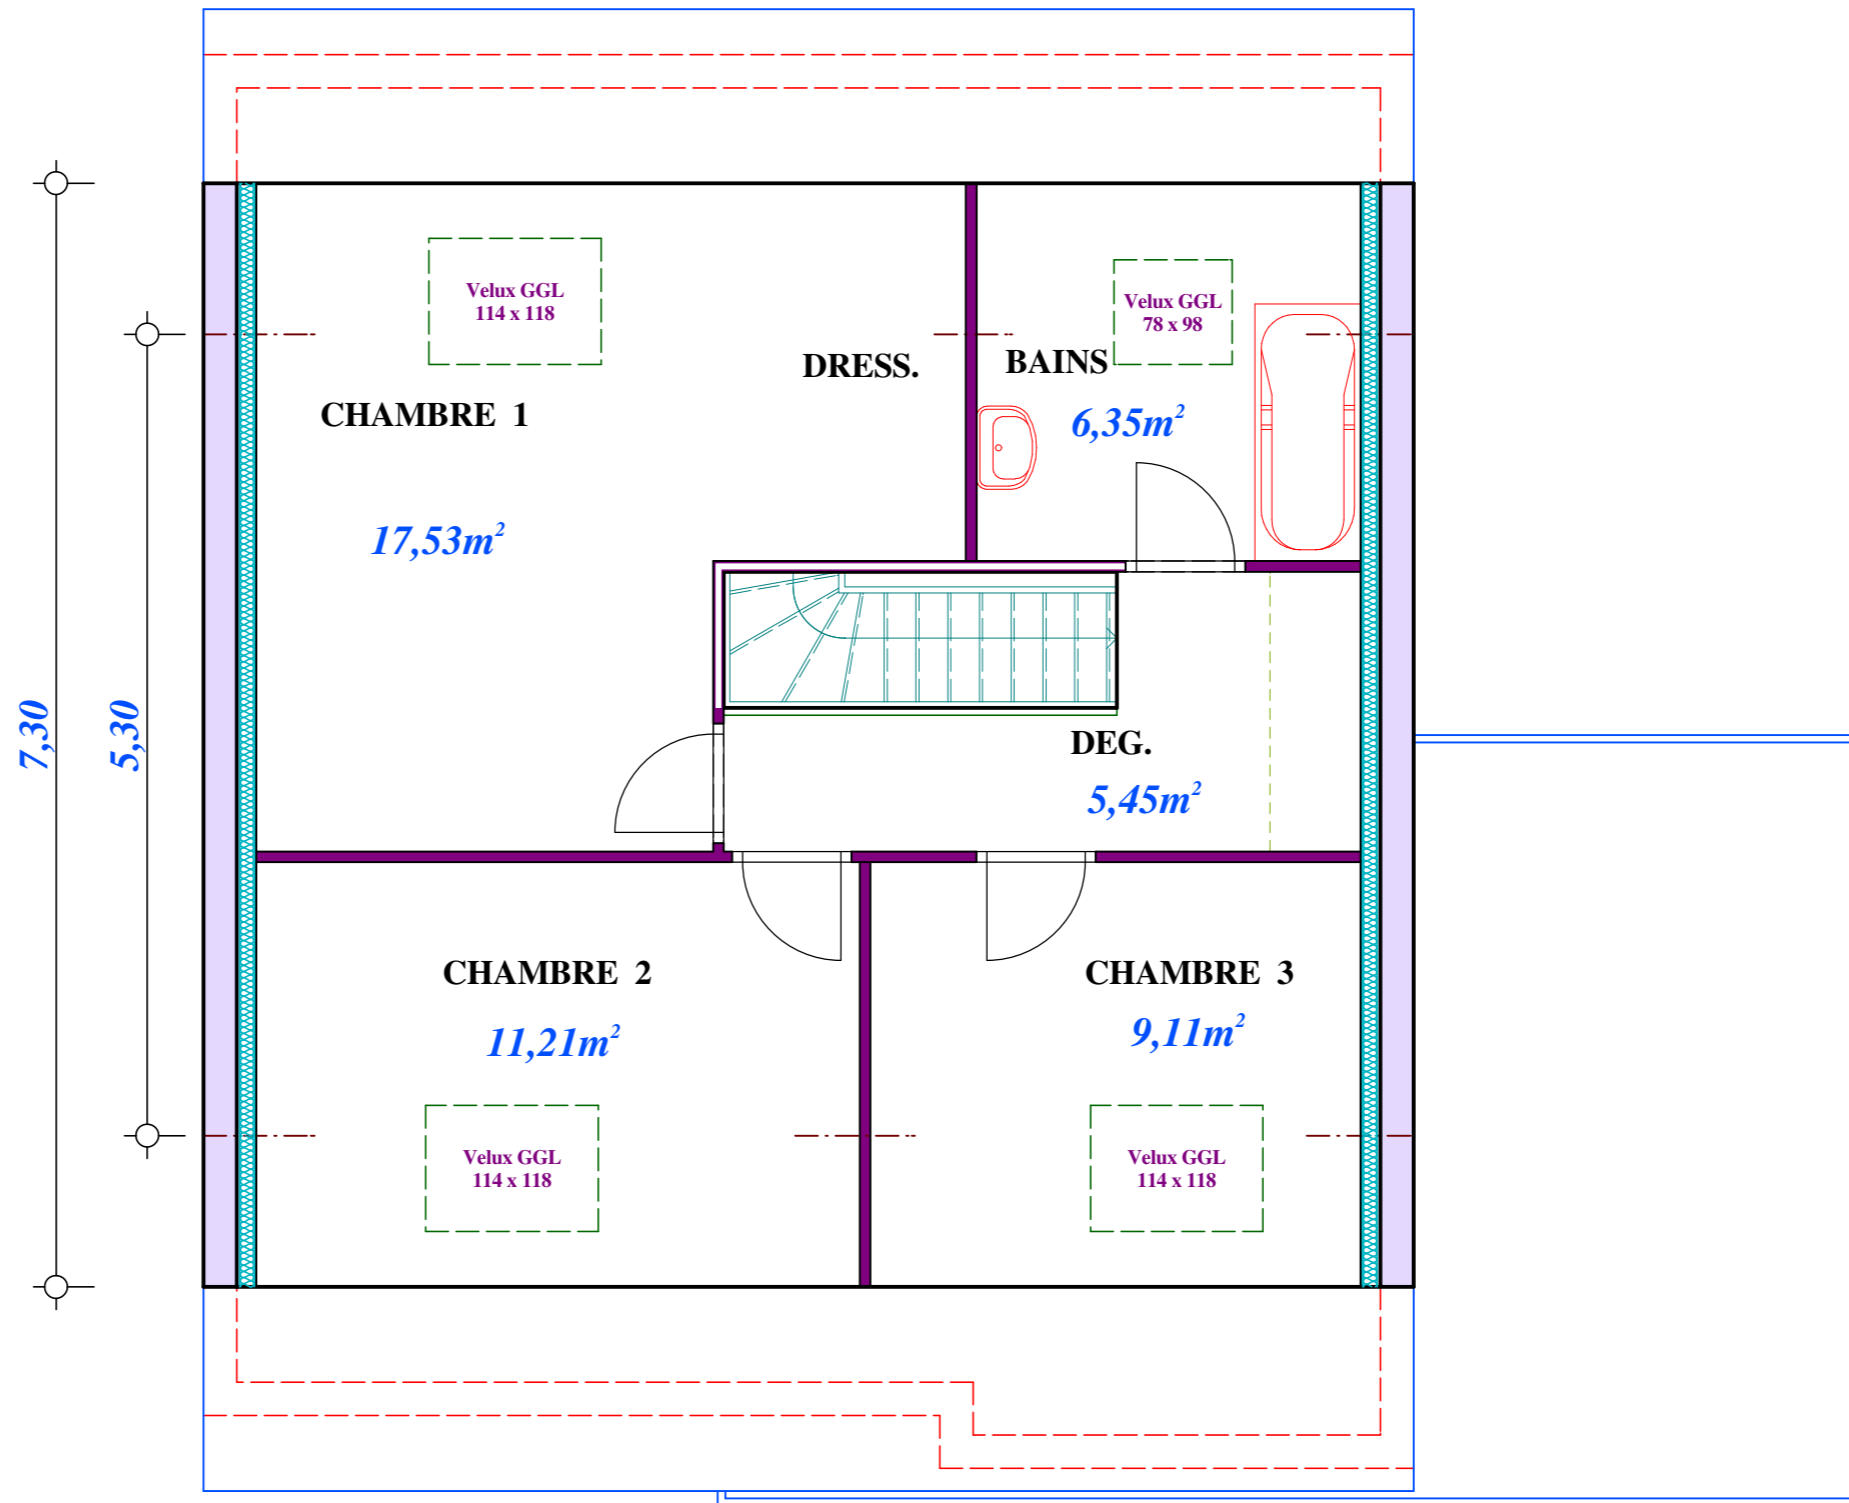 Velux GGL
114 x 118
Velux GGL
78 x 98
DRESS.
BAINS
CHAMBRE 1
6,35m²
17,53m²
7,30
5,30
DEG.
5,45m²
CHAMBRE 2
CHAMBRE 3
11,21m²
9,11m²
Velux GGL
114 x 118
Velux GGL
114 x 118